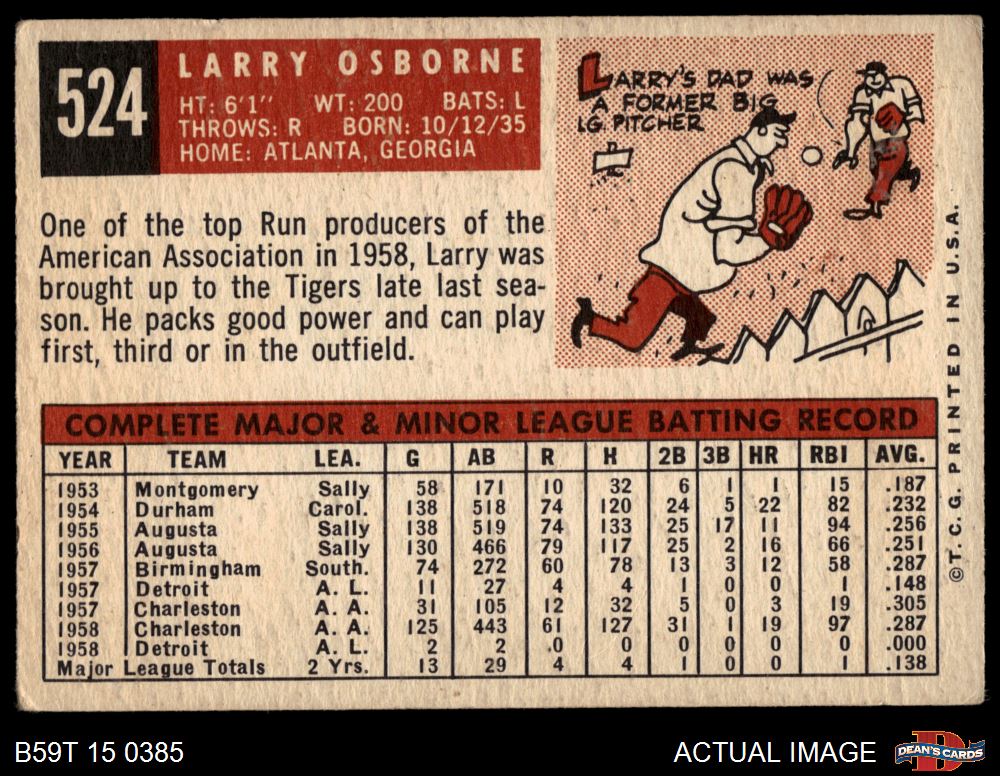 524
LARRY OSBORNE
HT: 6'1" WT: 200 BATS: L
THROWS: R BORN: 10/12/35
HOME: ATLANTA, GEORGIA
LARRY'S DAD WAS
A FORMER BIG
LG. PITCHER
One of the top Run producers of the
American Association in 1958, Larry was
brought up to the Tigers late last sea-
son. He packs good power and can play
first, third or in the outfield.
COMPLETE MAJOR & MINOR LEAGUE BATTING RECORD
YEAR TEAM LEA. G AB R H 2B 3B HR RBI AVG.
1953 Montgomery Sally 58 171 10 32 6 1 1 15 .187
1954 Durham Carol. 138 518 74 120 24 5 22 82 .232
1955 Augusta Sally 138 519 74 133 25 17 11 94 .256
1956 Augusta Sally 130 466 79 117 25 2 16 66 .251
1957 Birmingham South. 74 272 60 78 13 3 12 58 .287
1957 Detroit A. L. 11 27 4 4 1 0 0 1 .148
1957 Charleston A. A. 31 105 12 32 5 0 3 19 .305
1958 Charleston A. A. 125 443 61 127 31 1 19 97 .287
1958 Detroit A. L. 2 2 .0 0 0 0 0 0 .000
Major League Totals 2 Yrs. 13 29 4 4 1 0 0 1 .138
©T.C.G. PRINTED IN U.S.A.
B59T 15 0385
ACTUAL IMAGE
DEAN'S CARDS